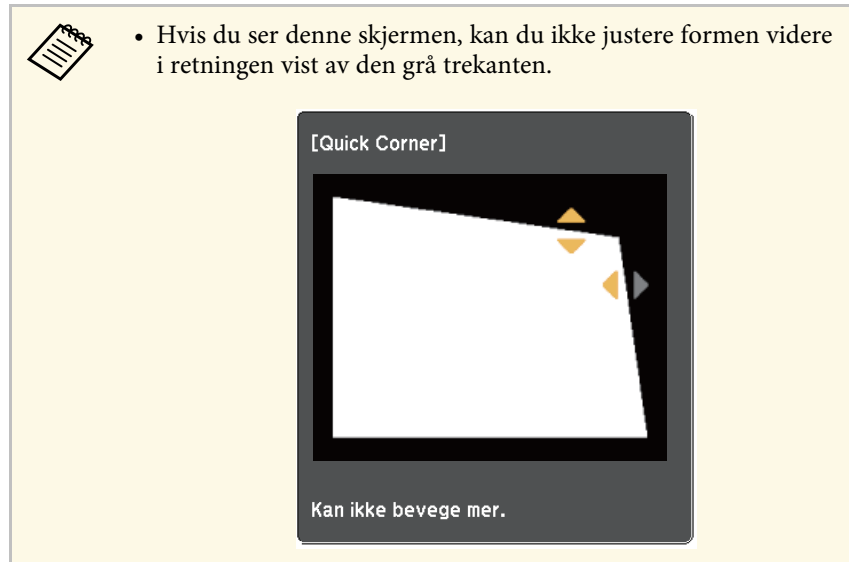 • Hvis du ser denne skjermen, kan du ikke justere formen videre
i retningen vist av den grå trekanten.
[Quick Corner]
Kan ikke bevege mer.